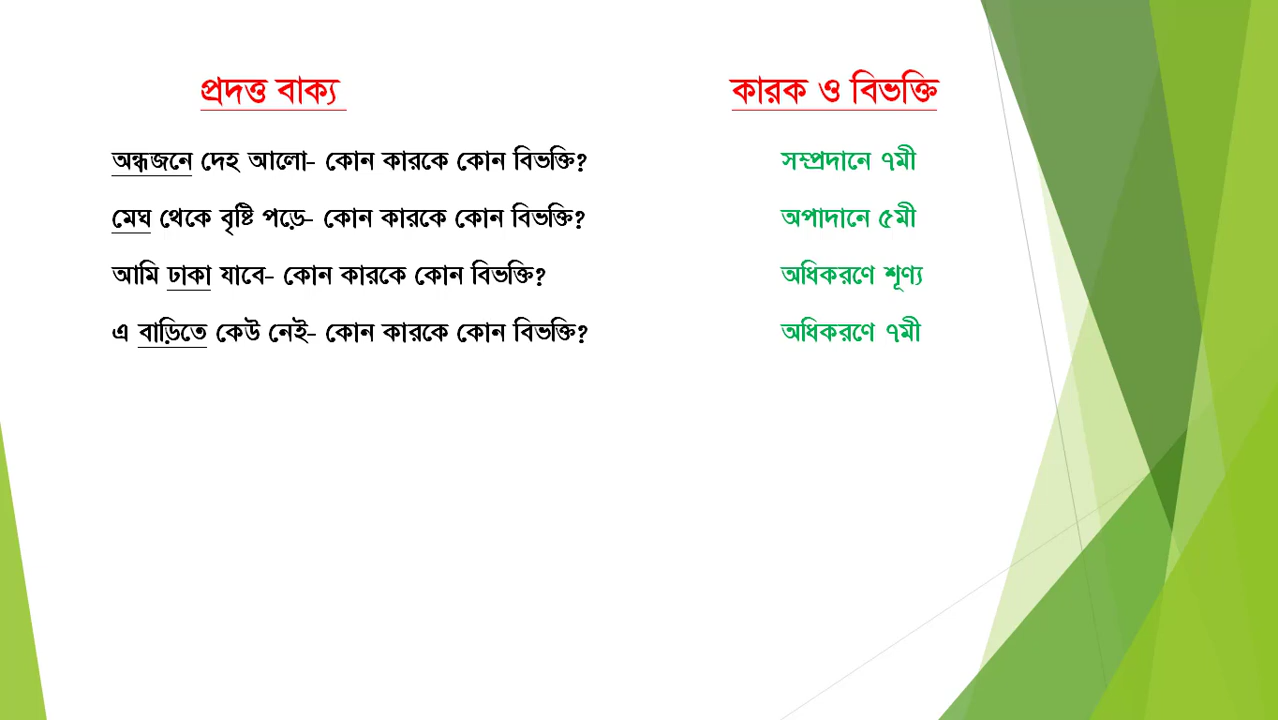 প্রদত্ত বাক্য কারক ও বিভক্তি
অন্ধজনে দেহ আলো- কোন কারকে কোন বিভক্তি? সম্প্রদানে ৭মী
মেঘ থেকে বৃষ্টি পড়ে- কোন কারকে কোন বিভক্তি? অপাদানে ৫মী
আমি ঢাকা যাবে- কোন কারকে কোন বিভক্তি? অধিকরণে শূণ্য
এ বাড়িতে কেউ নেই- কোন কারকে কোন বিভক্তি? অধিকরণে ৭মী